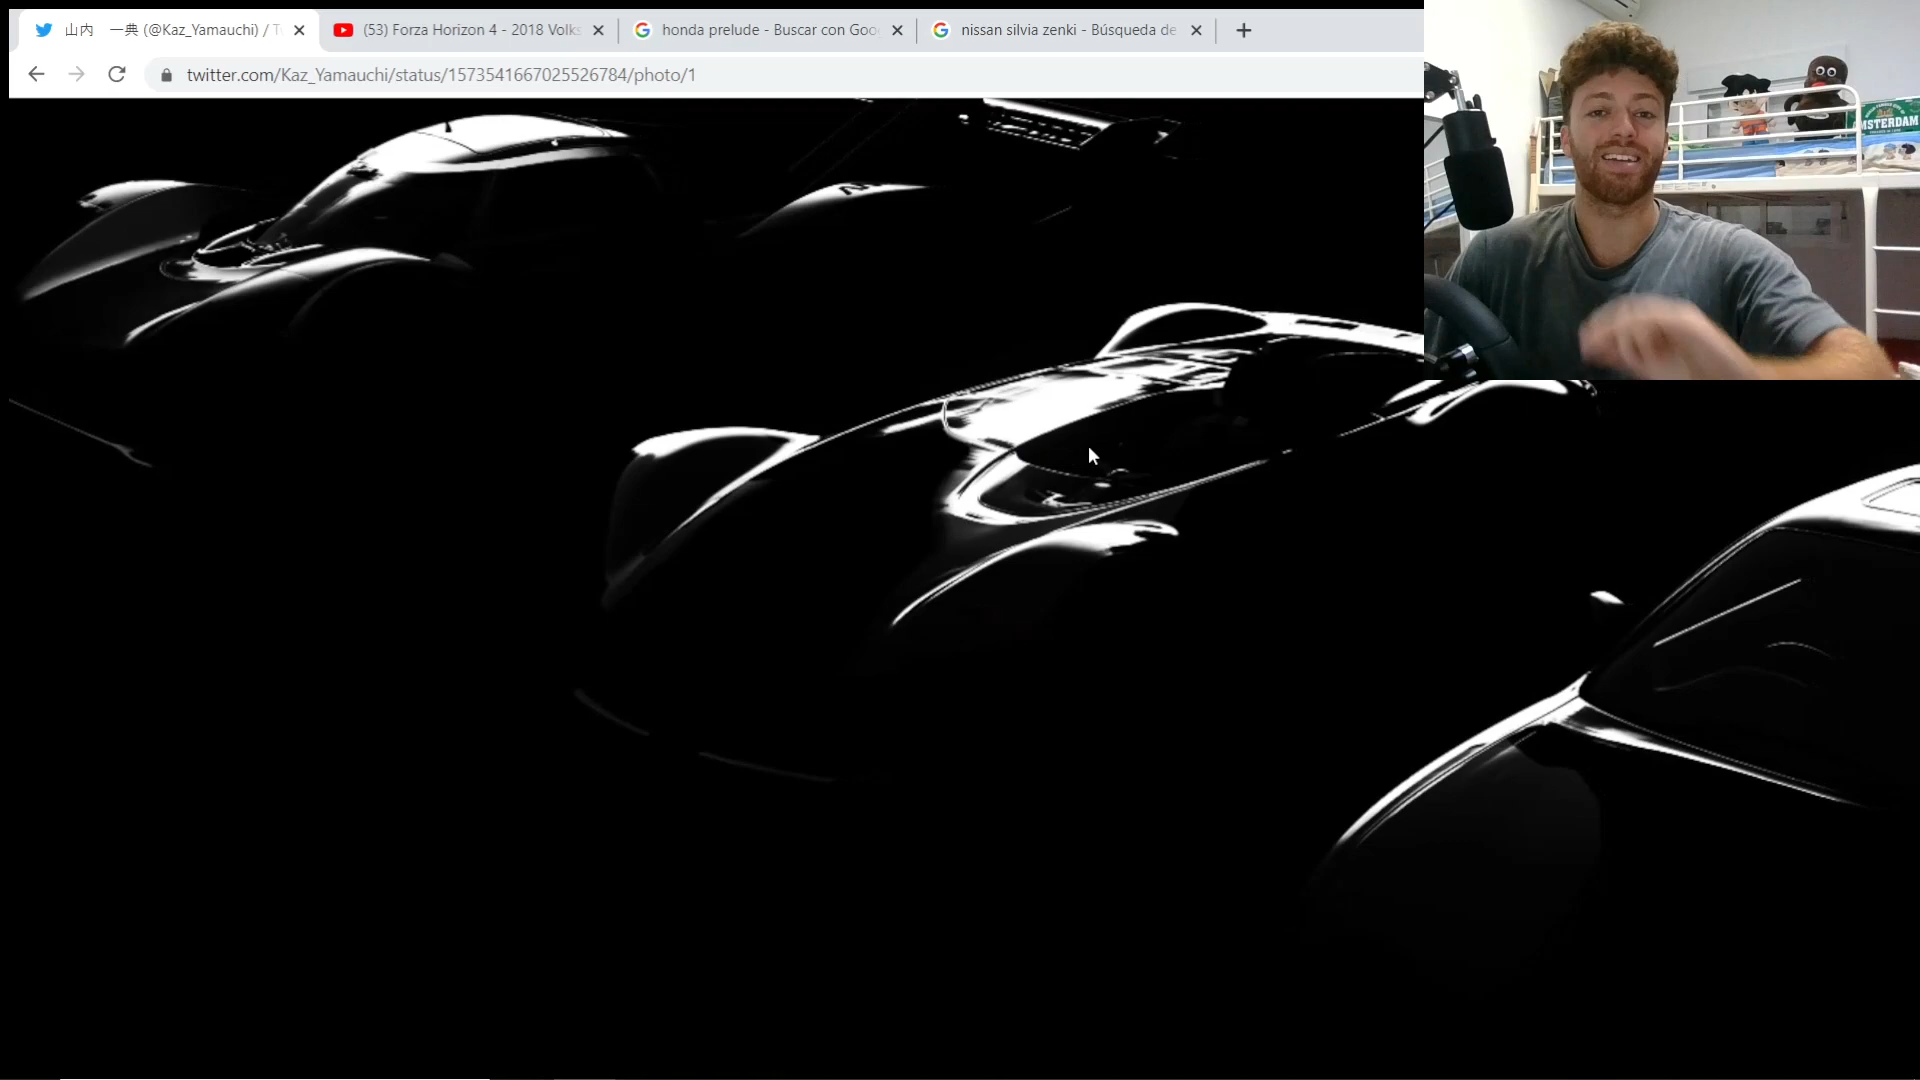 山内 一典 (@Kaz_Yamauchi) / T
(53) Forza Horizon 4 - 2018 Volks
honda prelude - Buscar con Goo
nissan silvia zenki - Búsqueda de
twitter.com/Kaz_Yamauchi/status/1573541667025526784/photo/1
AMSTERDAM